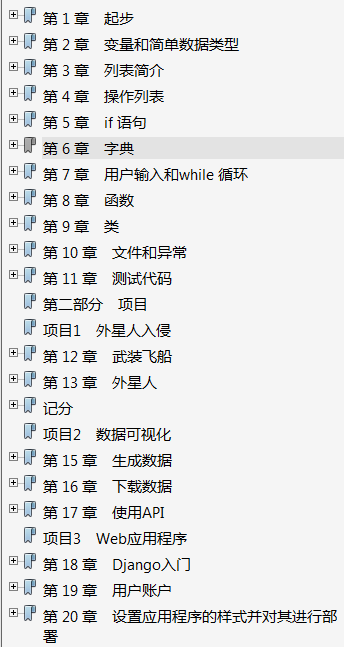 第 1 章 起步
第 2 章 变量和简单数据类型
第 3 章 列表简介
第 4 章 操作列表
第 5 章 if 语句
第 6 章 字典
第 7 章 用户输入和while 循环
第 8 章 函数
第 9 章 类
第 10 章 文件和异常
第 11 章 测试代码
第二部分 项目
项目1 外星人入侵
第 12 章 武装飞船
第 13 章 外星人
记分
项目2 数据可视化
第 15 章 生成数据
第 16 章 下载数据
第 17 章 使用API
项目3 Web应用程序
第 18 章 Django入门
第 19 章 用户账户
第 20 章 设置应用程序的样式并对其进行部
署